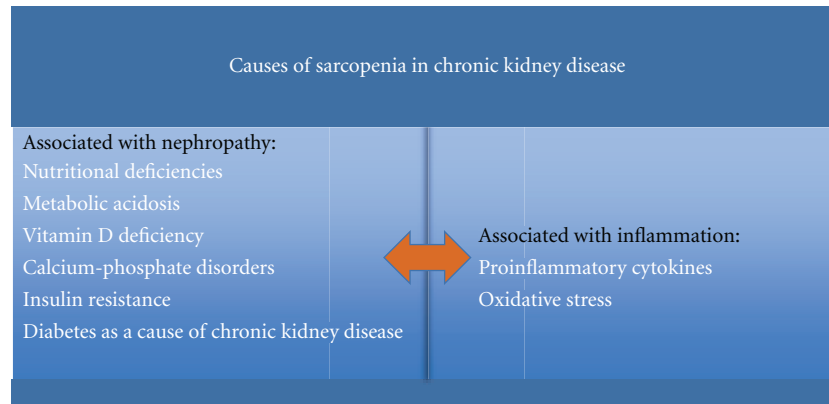 Causes of sarcopenia in chronic kidney disease
Associated with nephropathy:
Nutritional deficiencies
Metabolic acidosis
Vitamin D deficiency
Calcium-phosphate disorders
Insulin resistance
Diabetes as a cause of chronic kidney disease
Associated with inflammation:
Proinflammatory cytokines
Oxidative stress